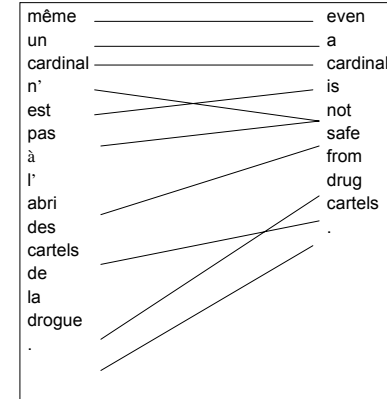 même even
un a
cardinal cardinal
n’ is
est not
pas safe
à from
l’ drug
abri cartels
des .
cartels
de
la
drogue
.